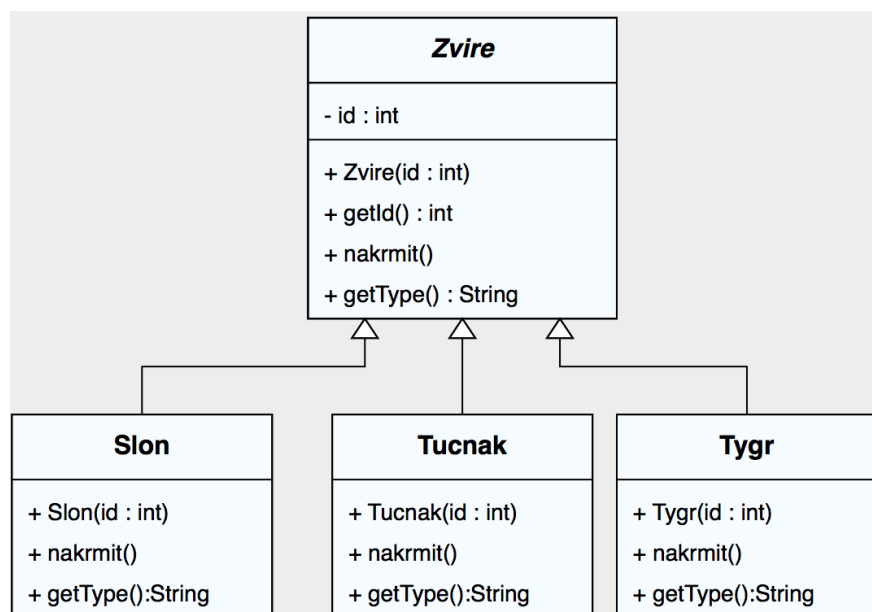 Zvire
- id : int
+ Zvire(id : int)
+ getId() : int
+ nakrmit()
+ getType() : String
Slon
+ Slon(id : int)
+ nakrmit()
+ getType():String
Tucnak
+ Tucnak(id : int)
+ nakrmit()
+ getType():String
Tygr
+ Tygr(id : int)
+ nakrmit()
+ getType():String